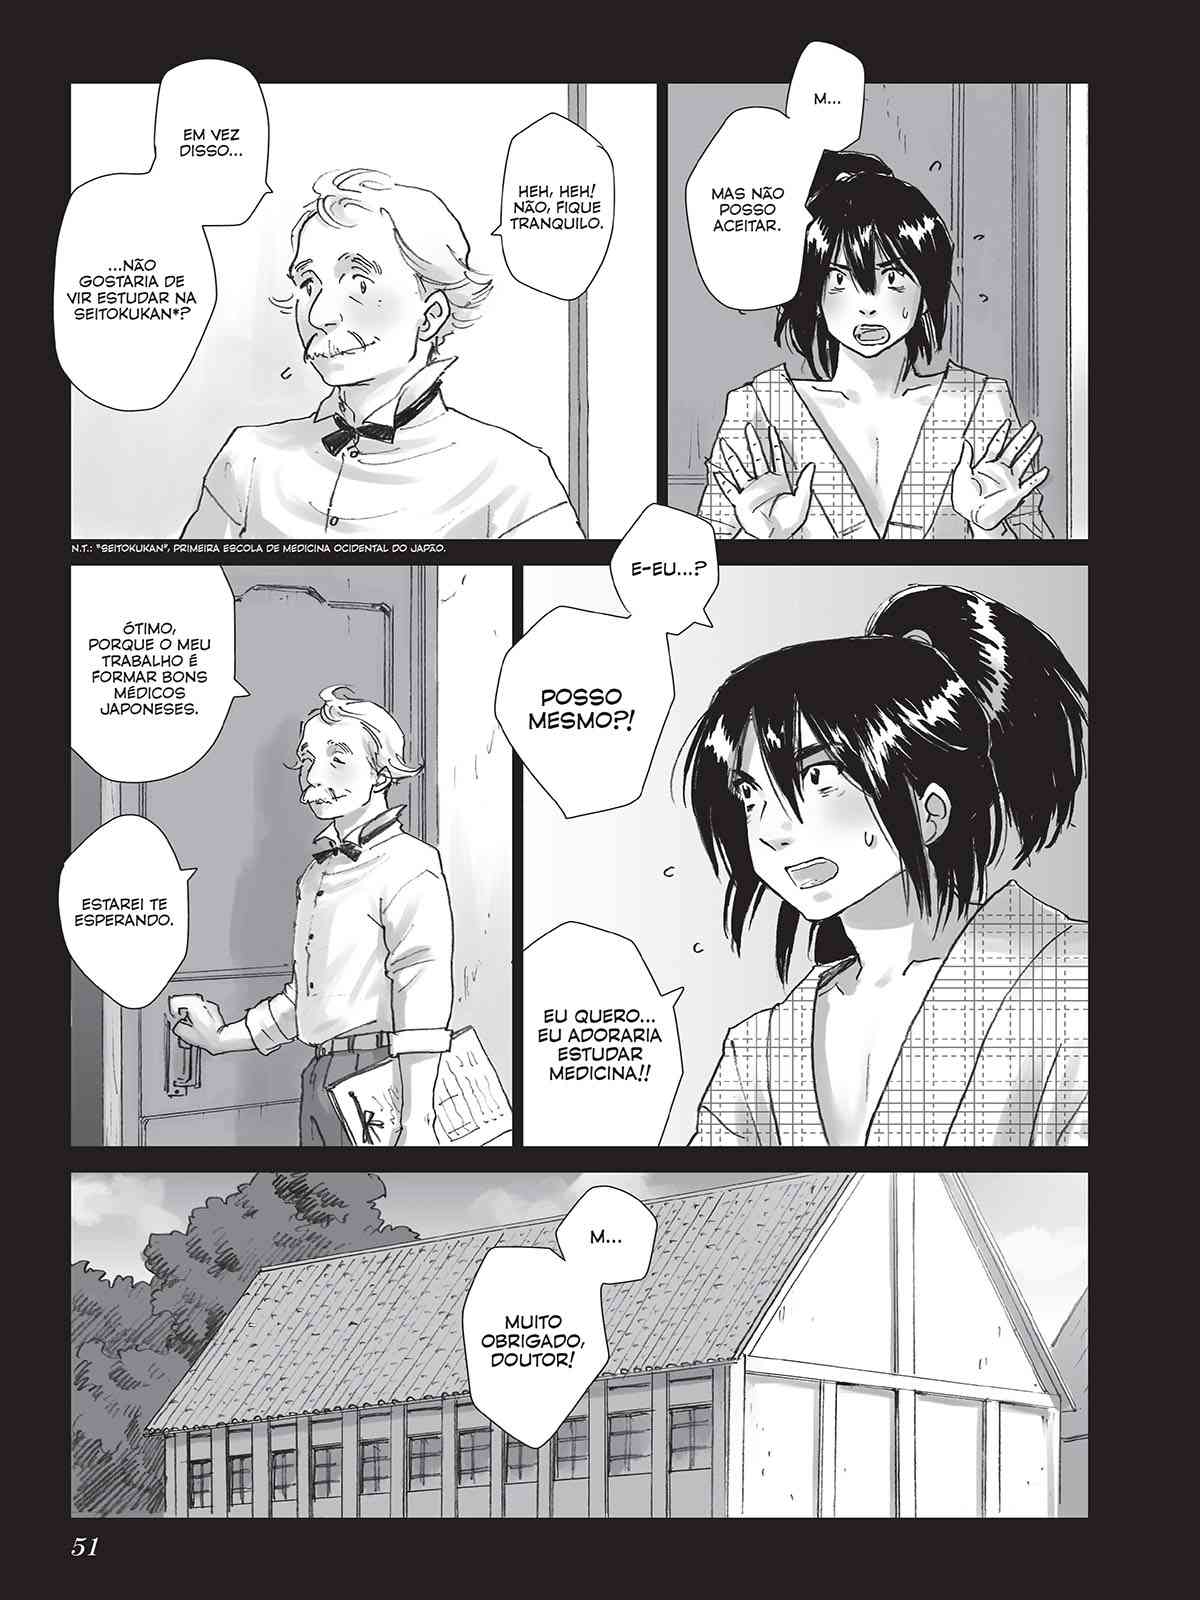 M...
MAS NÃO
POSSO
ACEITAR.
HEH, HEH!
NÃO, FIQUE
TRANQUILO.
EM VEZ
DISSO...
...NÃO
GOSTARIA DE
VIR ESTUDAR NA
SEITOKUKAN*?
N.T.: "SEITOKUKAN", PRIMEIRA ESCOLA DE MEDICINA OCIDENTAL DO JAPÃO.
E-EU...?
POSSO
MESMO?!
EU QUERO...
EU ADORARIA
ESTUDAR
MEDICINA!!
ÓTIMO,
PORQUE O MEU
TRABALHO É
FORMAR BONS
MÉDICOS
JAPONESES.
ESTAREI TE
ESPERANDO.
M...
MUITO
OBRIGADO,
DOUTOR!
51